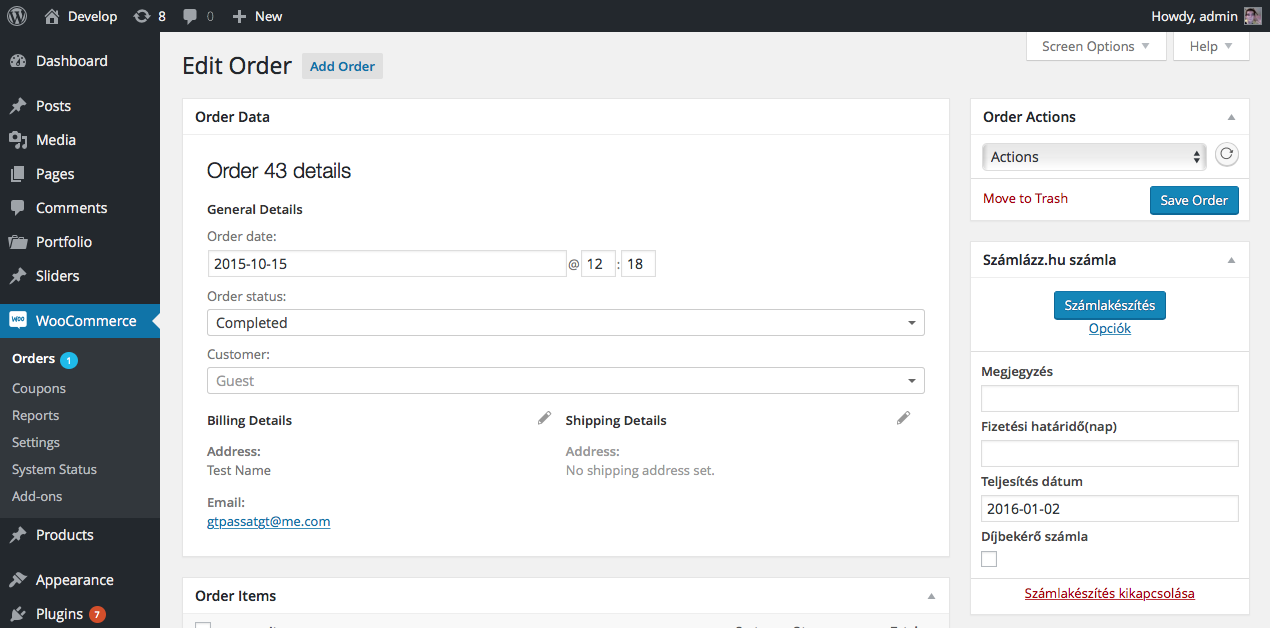 Develop 8 0 New Howdy, admin
Screen Options Help
Dashboard
Posts
Media
Pages
Comments
Portfolio
Sliders
woo WooCommerce
Orders 1
Coupons
Reports
Settings
System Status
Add-ons
Products
Appearance
Plugins 7
Edit Order Add Order
Order Data
Order 43 details
General Details
Order date:
2015-10-15 @ 12 : 18
Order status:
Completed
Customer:
Guest
Billing Details
Address:
Test Name
Email:
gtpassatgt@me.com
Shipping Details
Address:
No shipping address set.
Order Items
Order Actions
Actions
Move to Trash Save Order
Számlázz.hu számla
Számlakészítés
Opciók
Megjegyzés
Fizetési határidő(nap)
Teljesítés dátum
2016-01-02
Díjbekérő számla
Számlakészítés kikapcsolása